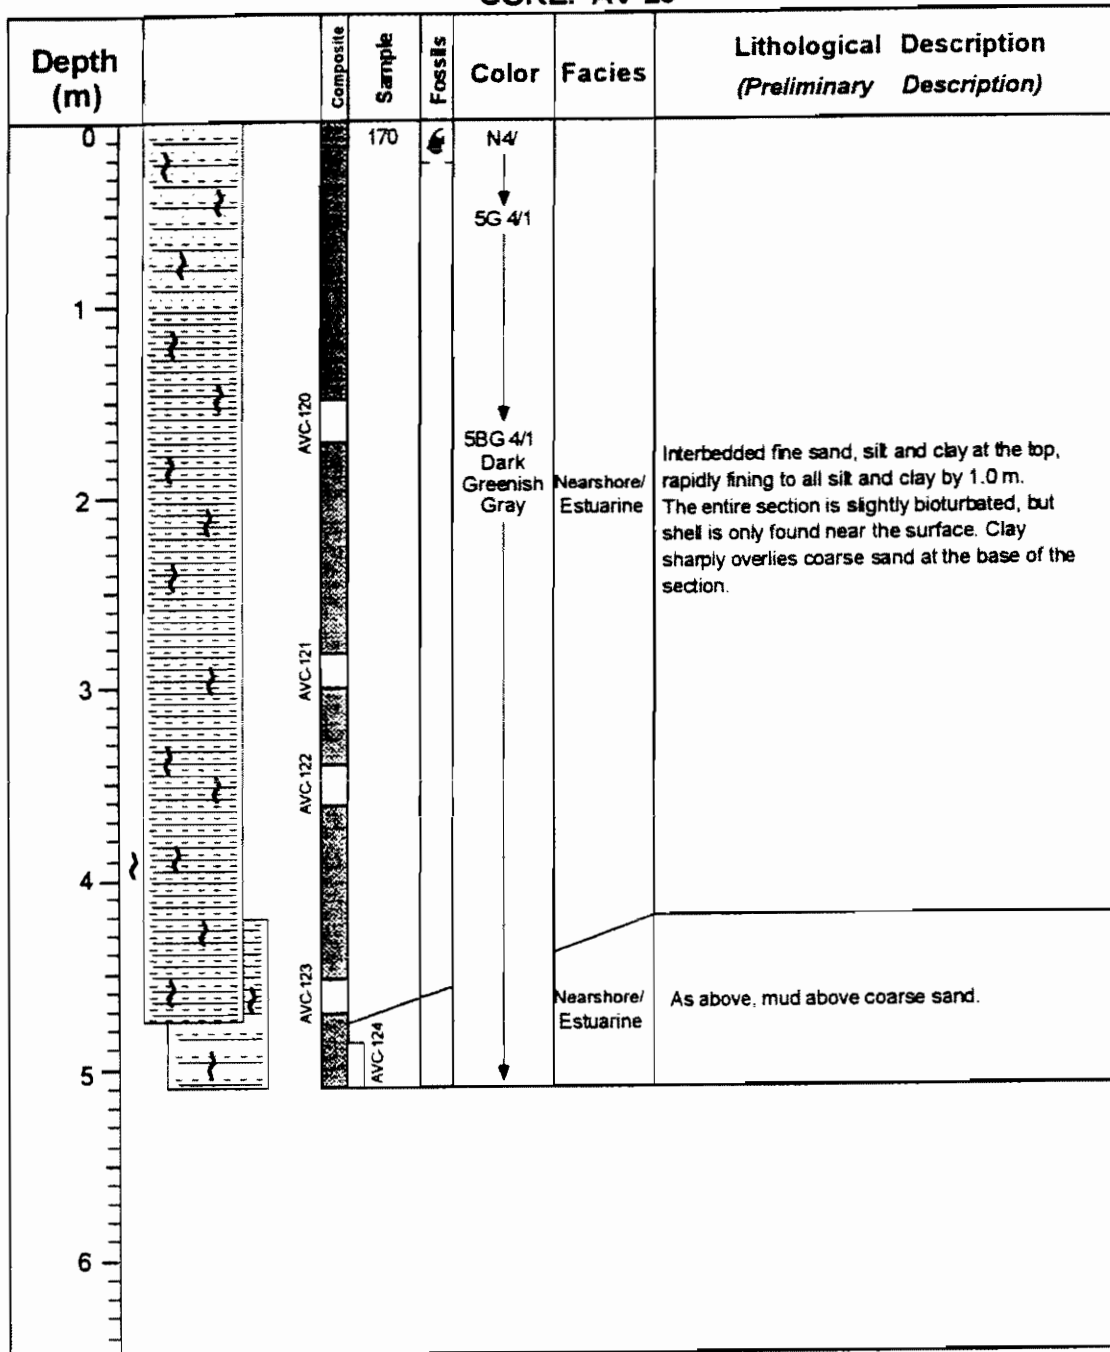 Depth
(m)
Composite
Sample
Fossils
Color
Facies
Lithological Description
(Preliminary Description)
0
170
N4/
5G 4/1
1
AVC-120
5BG 4/1
Dark
Greenish
Gray
Nearshore/
Estuarine
Interbedded fine sand, silt and clay at the top,
rapidly fining to all silt and clay by 1.0 m.
The entire section is slightly bioturbated, but
shell is only found near the surface. Clay
sharply overlies coarse sand at the base of the
section.
2
AVC-121
3
AVC-122
4
AVC-123
Nearshore/
Estuarine
As above, mud above coarse sand.
AVC-124
5
6